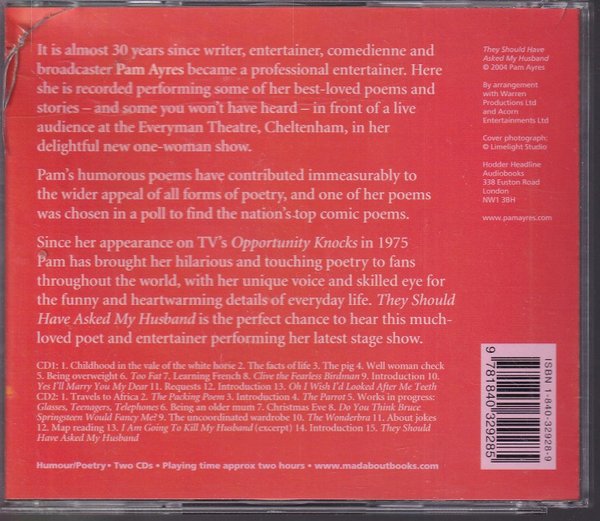 It is almost 30 years since writer, entertainer, comedienne and
broadcaster Pam Ayres became a professional entertainer. Here
she is recorded performing some of her best-loved poems and
stories – and some you won't have heard – in front of a live
audience at the Everyman Theatre, Cheltenham, in her
delightful new one-woman show.
Pam's humorous poems have contributed immeasurably to
the wider appeal of all forms of poetry, and one of her poems
was chosen in a poll to find the nation's top comic poems.
Since her appearance on TV's Opportunity Knocks in 1975
Pam has brought her hilarious and touching poetry to fans
throughout the world, with her unique voice and skilled eye for
the funny and heartwarming details of everyday life. They Should
Have Asked My Husband is the perfect chance to hear this much-
loved poet and entertainer performing her latest stage show.
CD1: 1. Childhood in the vale of the white horse 2. The facts of life 3. The pig 4. Well woman check
5. Being overweight 6. Too Fat 7. Learning French 8. Clive the Fearless Birdman 9. Introduction 10.
Yes I'll Marry You My Dear 11. Requests 12. Introduction 13. Oh I Wish I'd Looked After Me Teeth
CD2: 1. Travels to Africa 2. The Packing Poem 3. Introduction 4. The Parrot 5. Works in progress:
Glasses, Teenagers, Telephones 6. Being an older mum 7. Christmas Eve 8. Do You Think Bruce
Springsteen Would Fancy Me? 9. The uncoordinated wardrobe 10. The Wonderbra 11. About jokes
12. Map reading 13. I Am Going To Kill My Husband (excerpt) 14. Introduction 15. They Should
Have Asked My Husband
Humour/Poetry • Two CDs • Playing time approx two hours • www.madaboutbooks.com
They Should Have
Asked My Husband
© 2004 Pam Ayres
By arrangement
with Warren
Productions Ltd
and Acorn
Entertainments Ltd
Cover photograph:
© Limelight Studio
Hodder Headline
Audiobooks
338 Euston Road
London
NW1 3BH
www.pamayres.com
ISBN 1-840-32928-9
9 781840 329285